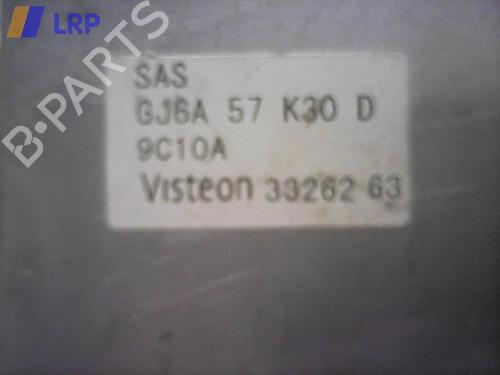 LRP
B-PARTS
SAS
GJ6A 57 K30 D
9C10A
Visteon 33262 63